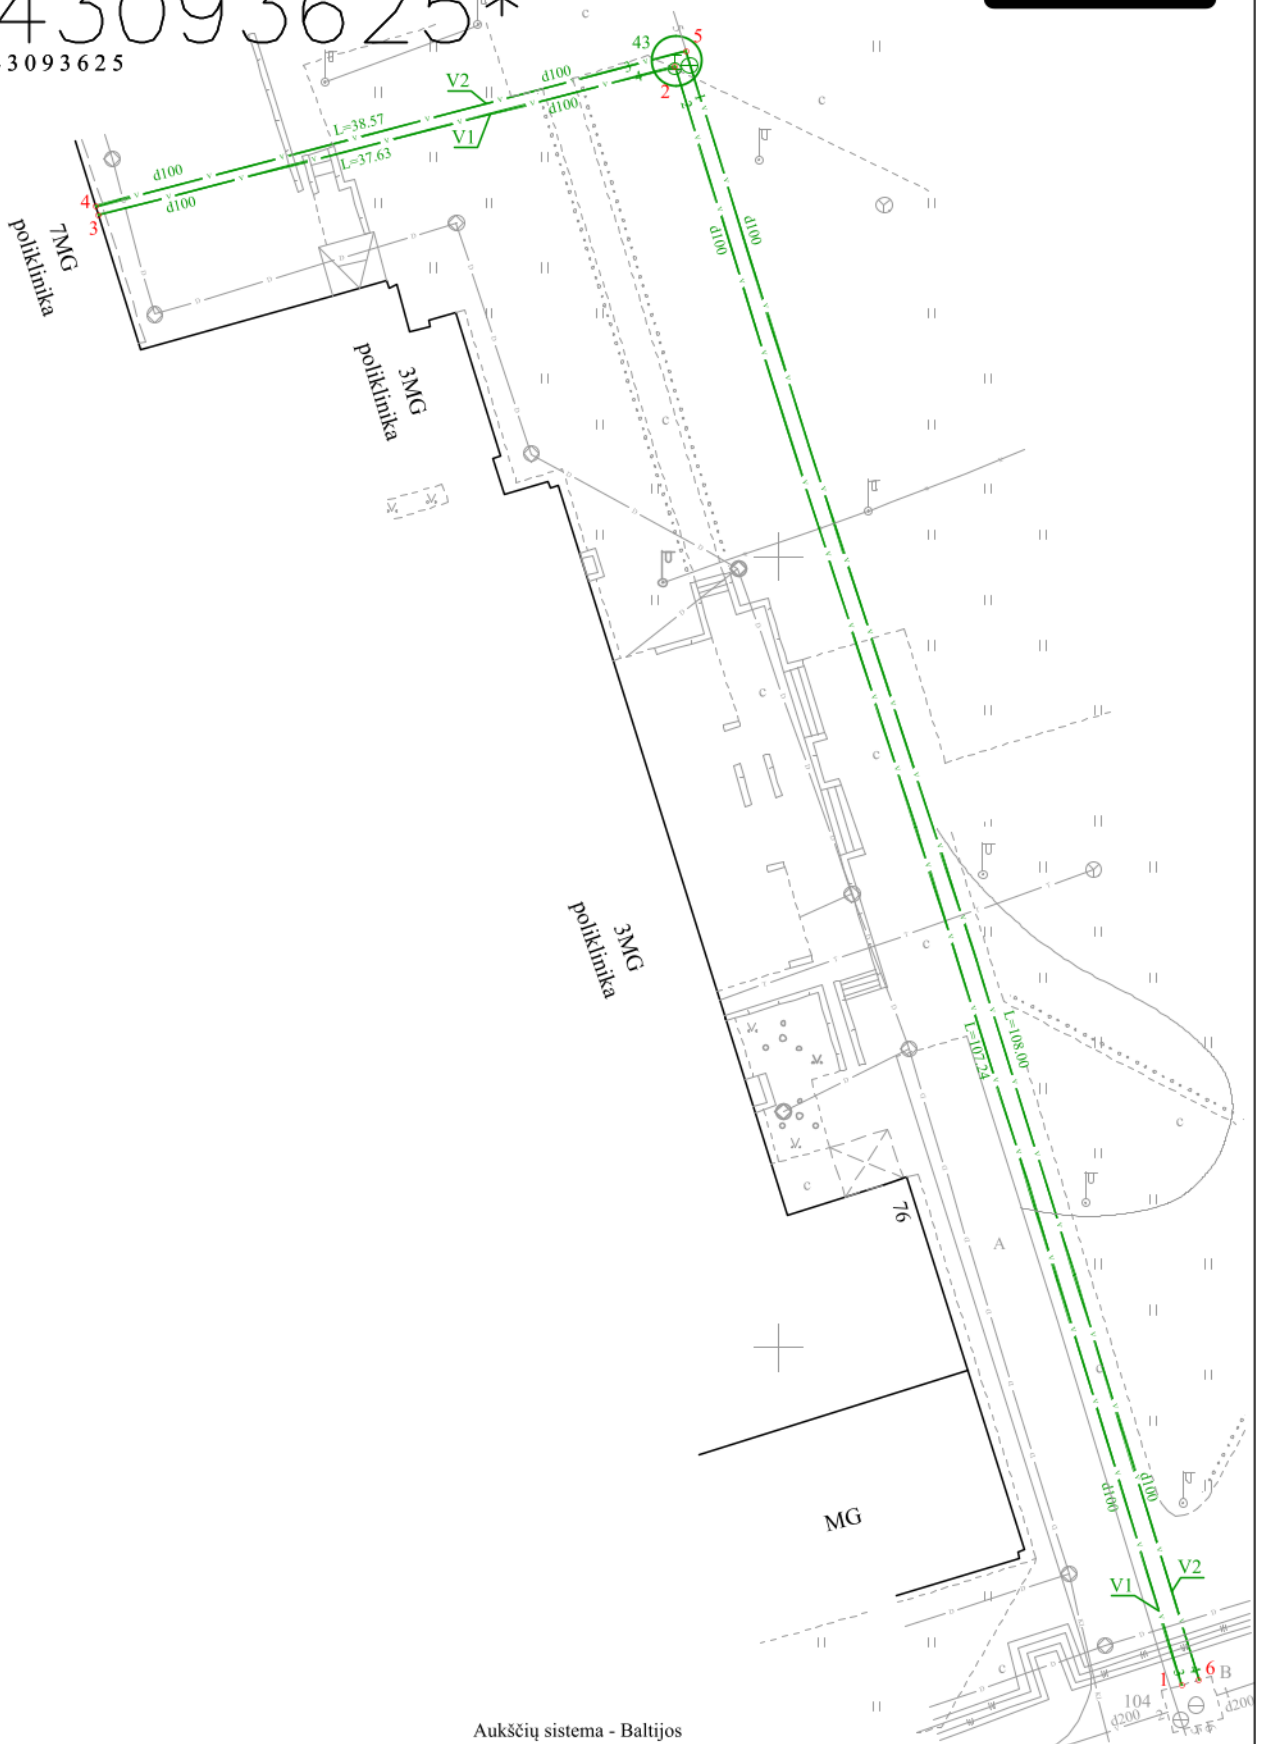 43093625*
3093625
43
5
2
V2
d100
d100
V1
L=38.57
L=37.63
d100
d100
4
3
7MG
poliklinika
3MG
poliklinika
d100
d100
c
c
c
c
c
3MG
poliklinika
c
L=107.24
L=108.00
c
c
76
A
c
MG
d100
d100
V1
V2
1
6
B
c
104
d200
2
d200
Aukščių sistema - Baltijos